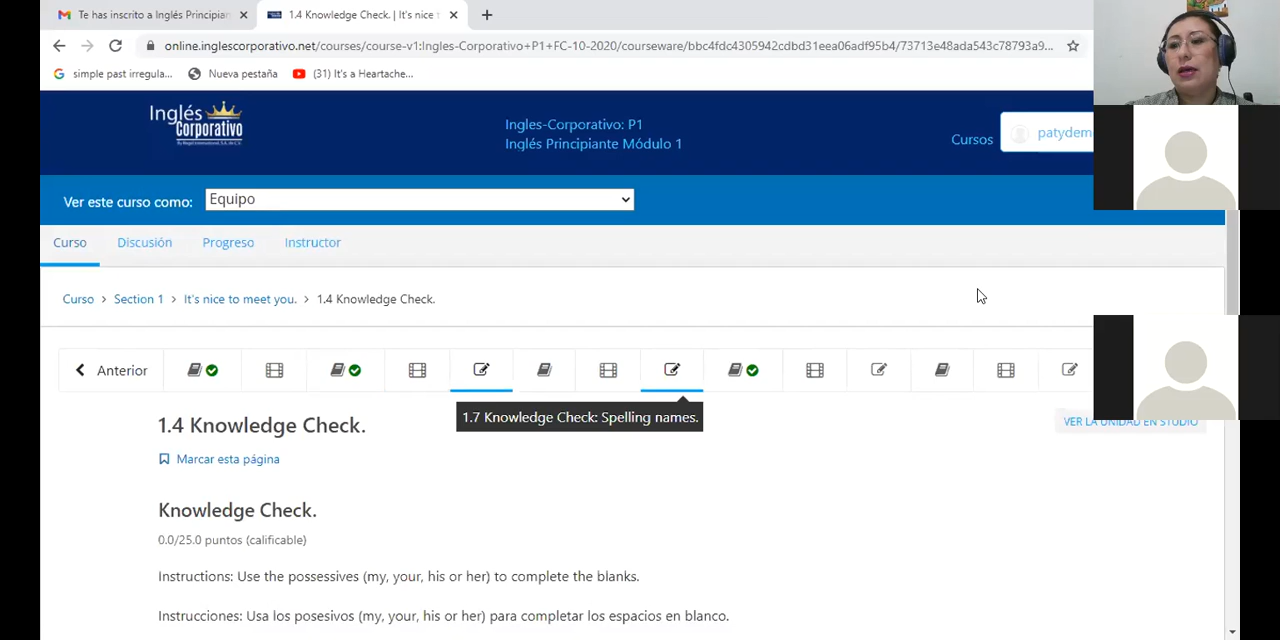 Te has inscrito a Inglés Principian
1.4 Knowledge Check. | It's nice t
online.inglescorporativo.net/courses/course-v1:Ingles-Corporativo+P1+FC-10-2020/courseware/bbc4fdc4305942cdbd31eea06adf95b4/73713e48ada543c78793a9...
simple past irregula...
Nueva pestaña
(31) It's a Heartache...
Inglés
Corporativo
Ingles-Corporativo: P1
Inglés Principiante Módulo 1
Cursos
patydem
Ver este curso como:
Equipo
Curso
Discusión
Progreso
Instructor
Curso > Section 1 > It's nice to meet you. > 1.4 Knowledge Check.
Anterior
1.7 Knowledge Check: Spelling names.
1.4 Knowledge Check.
VER LA UNIDAD EN STUDIO
Marcar esta página
Knowledge Check.
0.0/25.0 puntos (calificable)
Instructions: Use the possessives (my, your, his or her) to complete the blanks.
Instrucciones: Usa los posesivos (my, your, his or her) para completar los espacios en blanco.